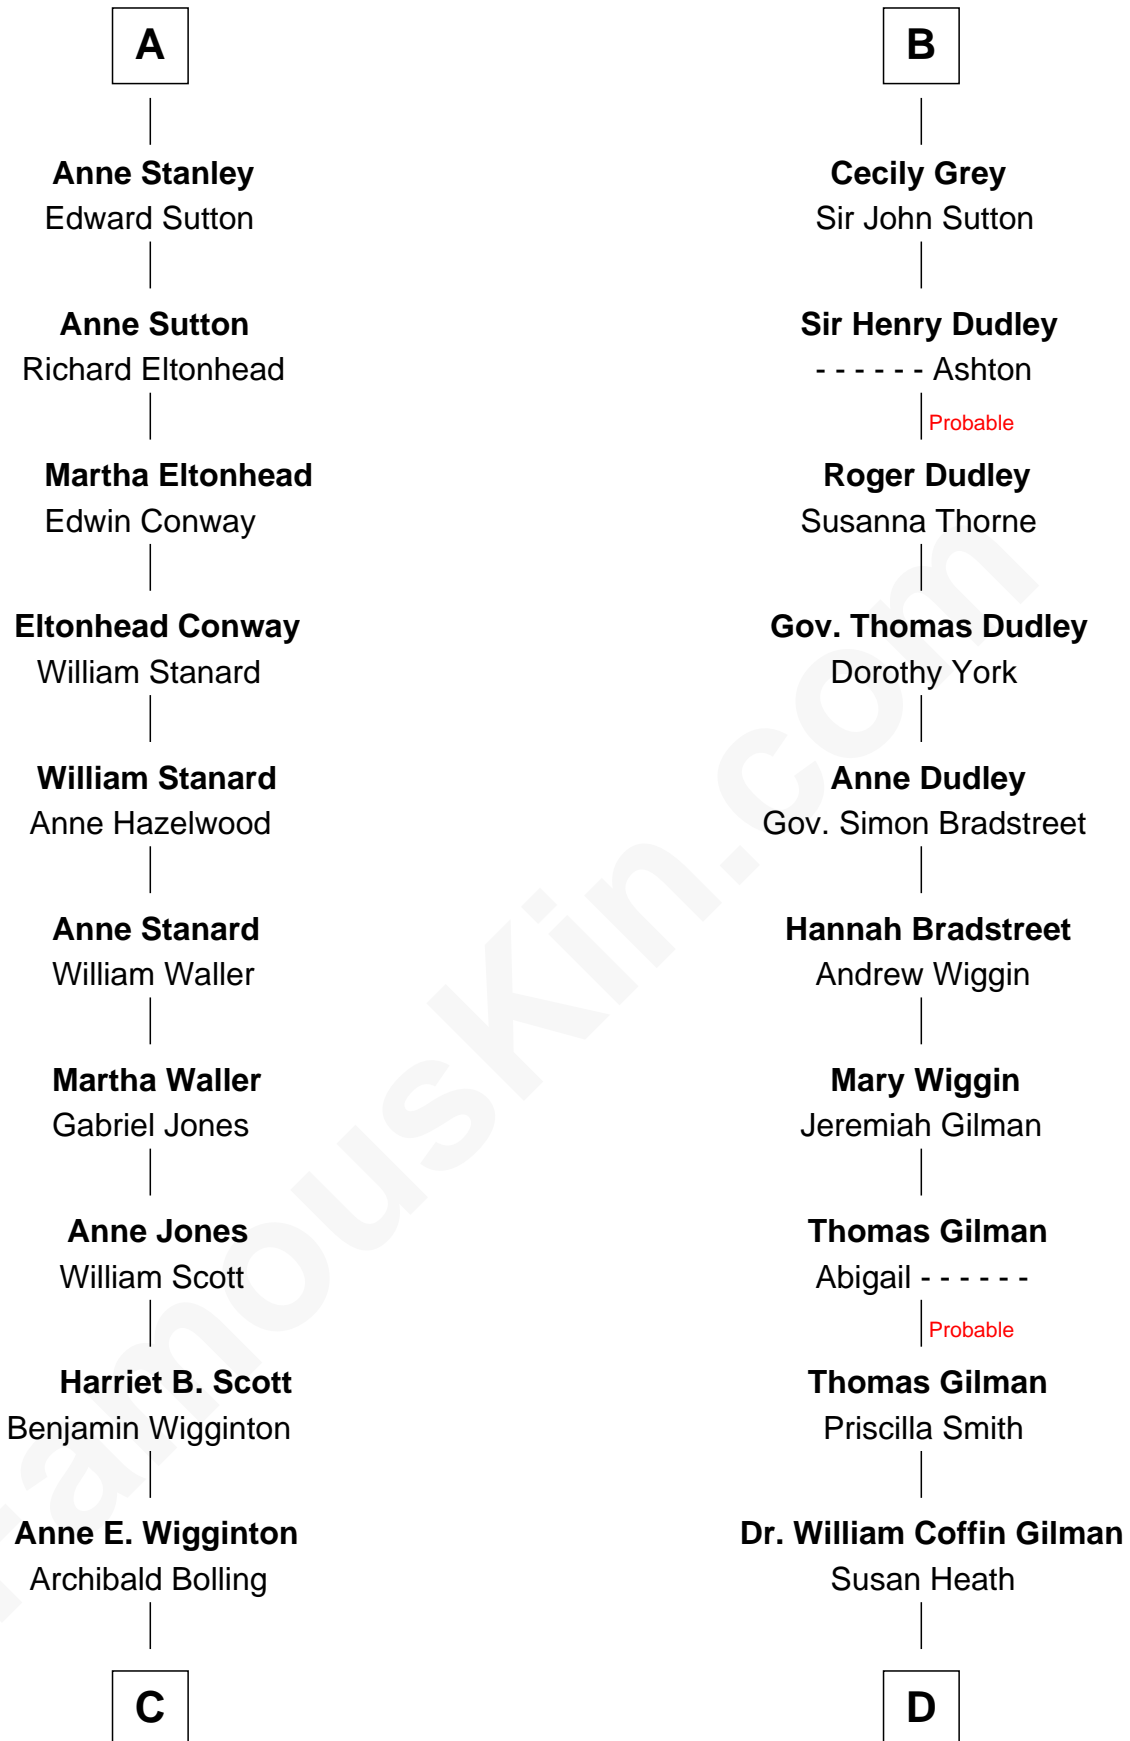 A
Anne Stanley
Edward Sutton
Anne Sutton
Richard Eltonhead
Martha Eltonhead
Edwin Conway
Eltonhead Conway
William Stanard
William Stanard
Anne Hazelwood
Anne Stanard
William Waller
Martha Waller
Gabriel Jones
Anne Jones
William Scott
Harriet B. Scott
Benjamin Wigginton
Anne E. Wigginton
Archibald Bolling
C
B
Cecily Grey
Sir John Sutton
Sir Henry Dudley
- - - - - - Ashton
Probable
Roger Dudley
Susanna Thorne
Gov. Thomas Dudley
Dorothy York
Anne Dudley
Gov. Simon Bradstreet
Hannah Bradstreet
Andrew Wiggin
Mary Wiggin
Jeremiah Gilman
Thomas Gilman
Abigail - - - - - -
Probable
Thomas Gilman
Priscilla Smith
Dr. William Coffin Gilman
Susan Heath
D
FamousKin.com